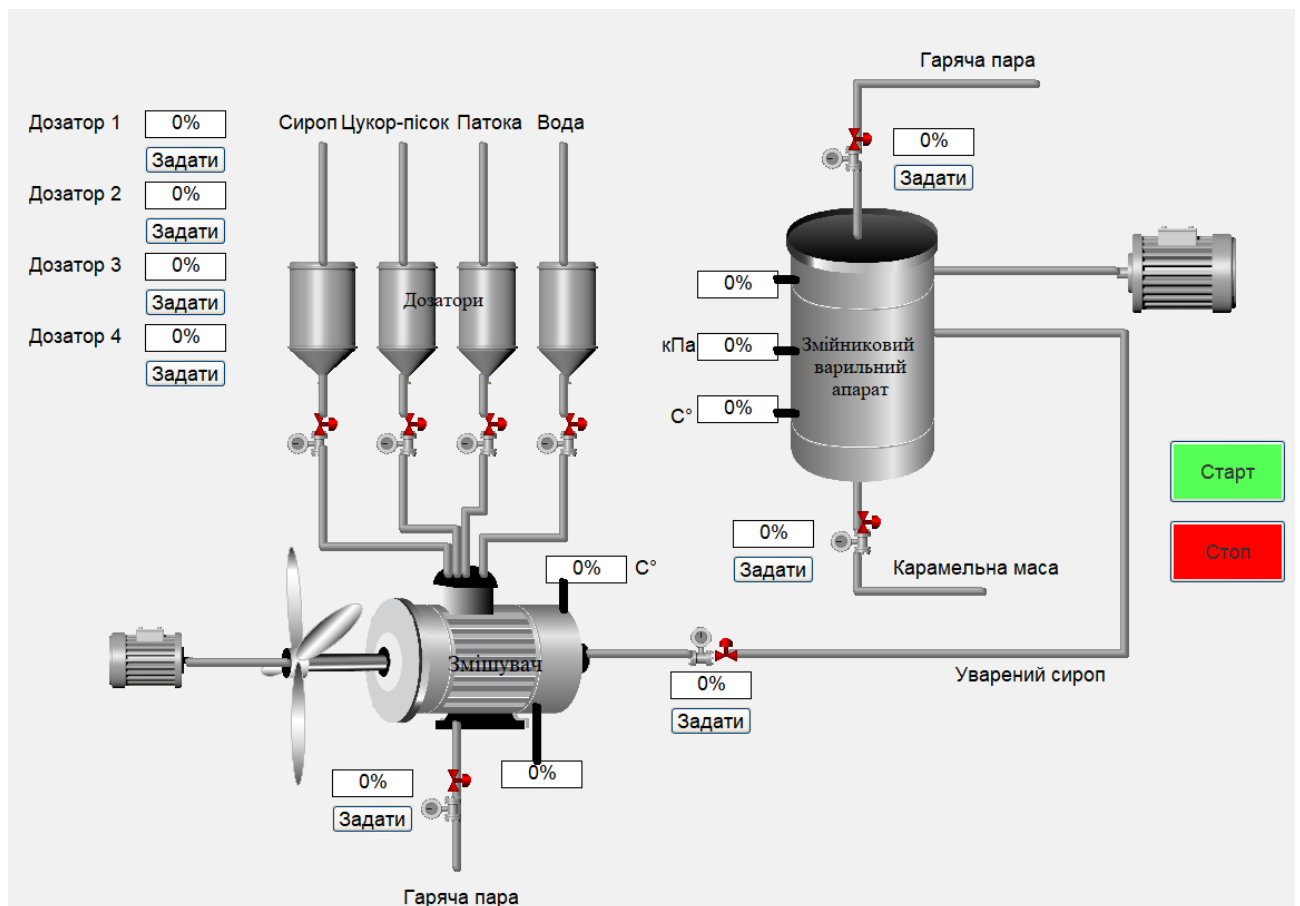 Гаряча пара
Дозатор 1
0%
Сироп
Цукор-пісок
Патока
Вода
0%
Задати
Задати
Дозатор 2
0%
Задати
Дозатор 3
0%
0%
Задати
Дозатори
Дозатор 4
0%
кПа
0%
Змійниковий
варильний
апарат
Задати
С°
0%
Старт
0%
Стоп
0%
С°
Задати
Карамельна маса
Змішувач
0%
Уварений сироп
Задати
0%
0%
Задати
Гаряча пара